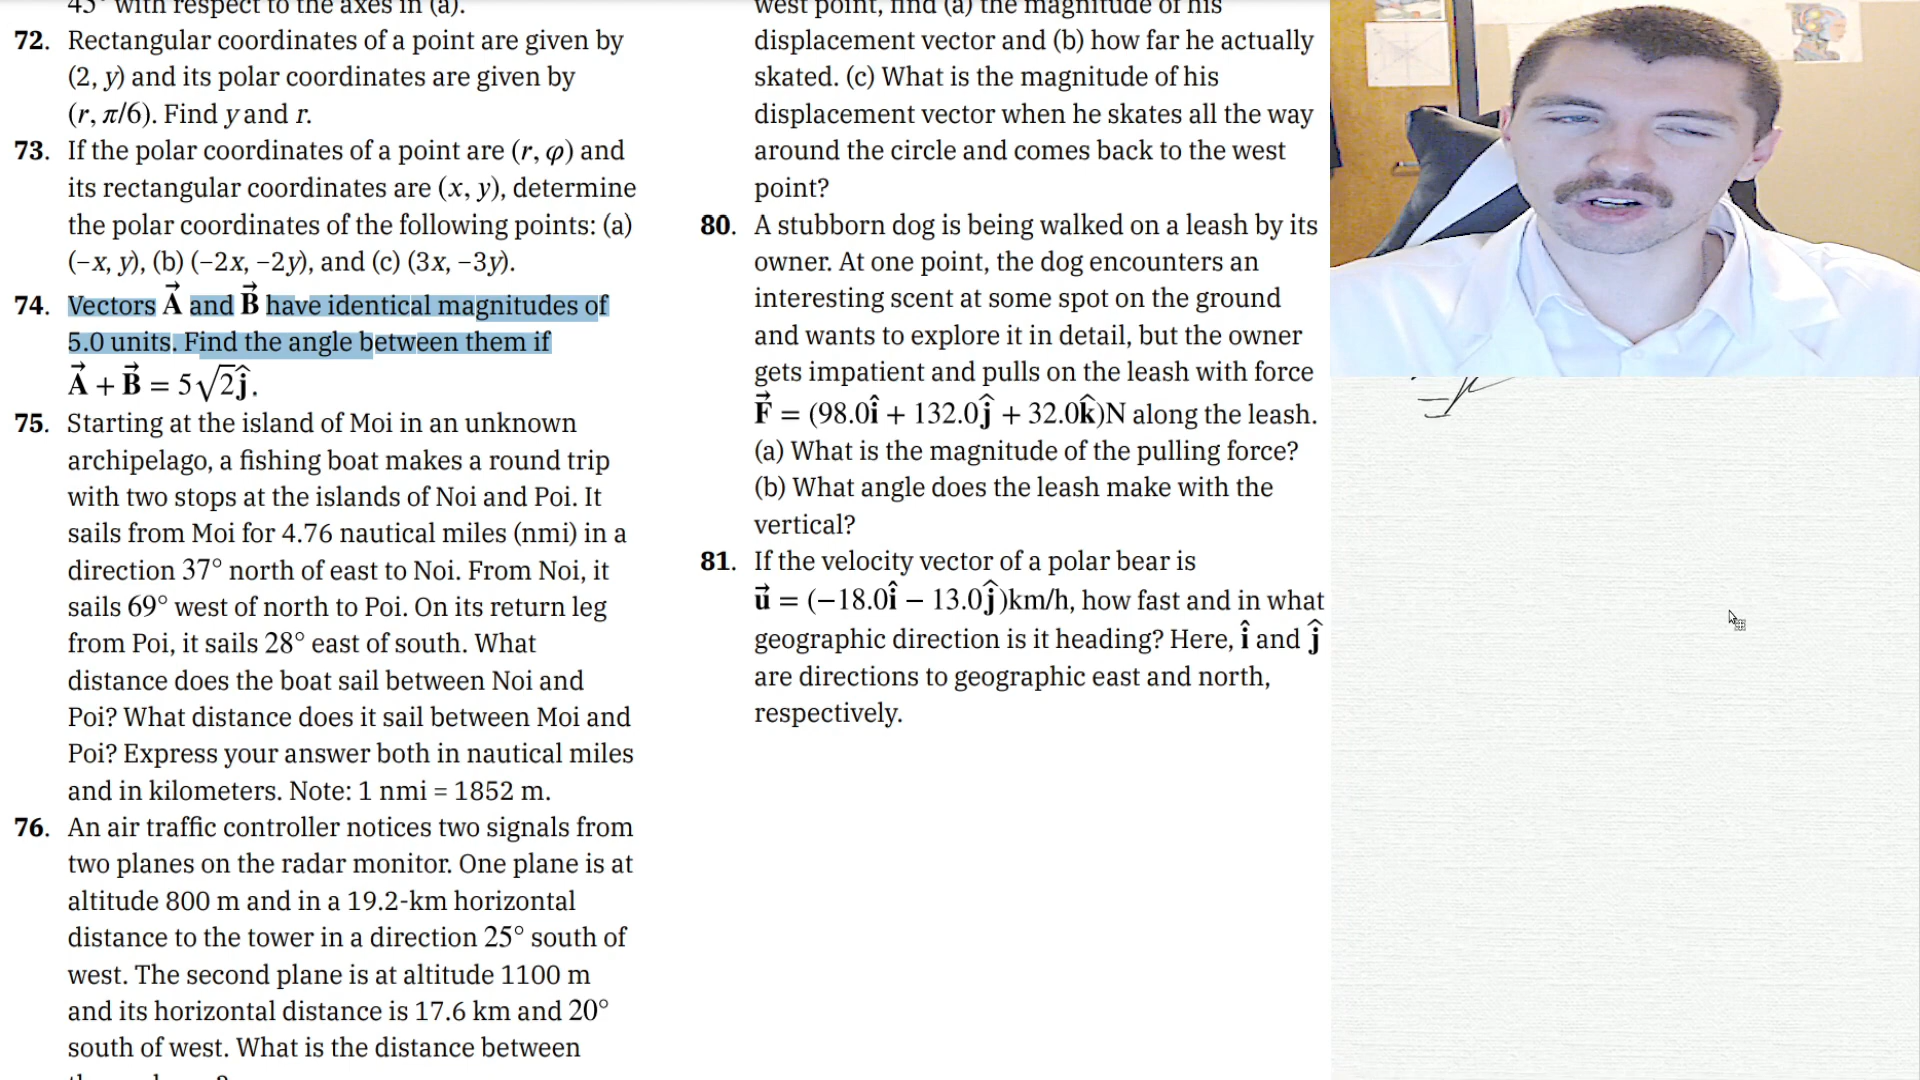 45° with respect to the axes in (a).
72. Rectangular coordinates of a point are given by
(2, y) and its polar coordinates are given by
(r, π/6). Find y and r.
73. If the polar coordinates of a point are (r, φ) and
its rectangular coordinates are (x, y), determine
the polar coordinates of the following points: (a)
(−x, y), (b) (−2x, −2y), and (c) (3x, −3y).
74. Vectors A⃗ and B⃗ have identical magnitudes of
5.0 units. Find the angle between them if
A⃗ + B⃗ = 5√2ĵ.
75. Starting at the island of Moi in an unknown
archipelago, a fishing boat makes a round trip
with two stops at the islands of Noi and Poi. It
sails from Moi for 4.76 nautical miles (nmi) in a
direction 37° north of east to Noi. From Noi, it
sails 69° west of north to Poi. On its return leg
from Poi, it sails 28° east of south. What
distance does the boat sail between Noi and
Poi? What distance does it sail between Moi and
Poi? Express your answer both in nautical miles
and in kilometers. Note: 1 nmi = 1852 m.
76. An air traffic controller notices two signals from
two planes on the radar monitor. One plane is at
altitude 800 m and in a 19.2-km horizontal
distance to the tower in a direction 25° south of
west. The second plane is at altitude 1100 m
and its horizontal distance is 17.6 km and 20°
south of west. What is the distance between
west point, find (a) the magnitude of his
displacement vector and (b) how far he actually
skated. (c) What is the magnitude of his
displacement vector when he skates all the way
around the circle and comes back to the west
point?
80. A stubborn dog is being walked on a leash by its
owner. At one point, the dog encounters an
interesting scent at some spot on the ground
and wants to explore it in detail, but the owner
gets impatient and pulls on the leash with force
F⃗ = (98.0î + 132.0ĵ + 32.0k̂)N along the leash.
(a) What is the magnitude of the pulling force?
(b) What angle does the leash make with the
vertical?
81. If the velocity vector of a polar bear is
u⃗ = (−18.0î − 13.0ĵ)km/h, how fast and in what
geographic direction is it heading? Here, î and ĵ
are directions to geographic east and north,
respectively.